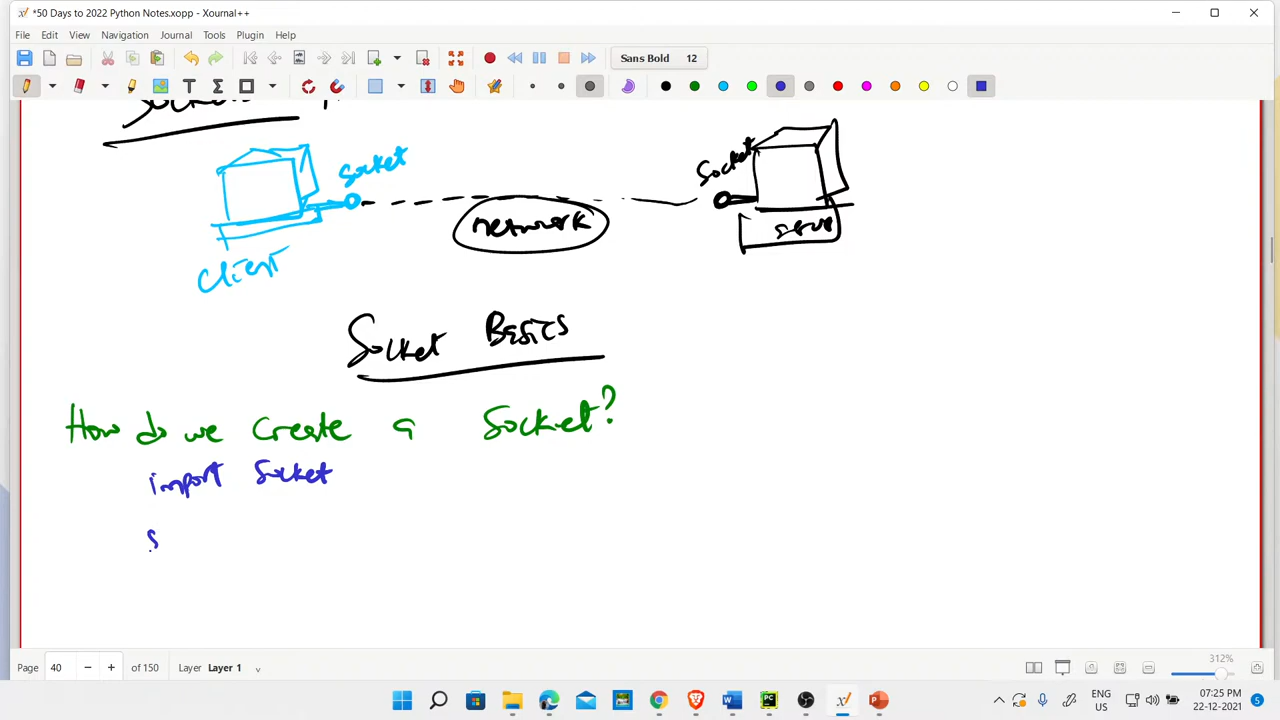 *50 Days to 2022 Python Notes.xopp - Xournal++
File Edit View Navigation Journal Tools Plugin Help
Sans Bold 12
Socket Socket
network serve
Client
Socket Basics
How do we create a Socket?
import Socket
S
Page 40 of 150 Layer Layer 1 312%
ENG US 07:25 PM 22-12-2021 5